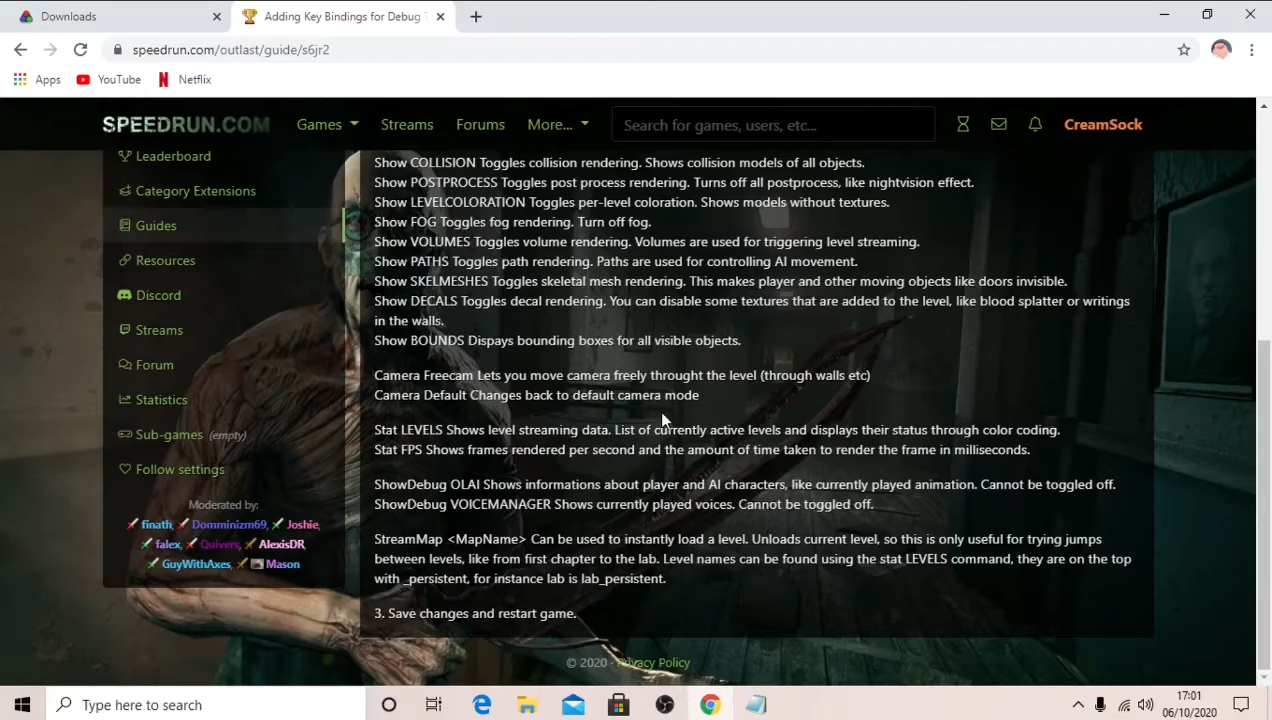 Downloads
Adding Key Bindings for Debug T
speedrun.com/outlast/guide/s6jr2
Apps
YouTube
Netflix
SPEEDRUN.COM
Games
Streams
Forums
More...
Search for games, users, etc...
CreamSock
Leaderboard
Category Extensions
Guides
Resources
Discord
Streams
Forum
Statistics
Sub-games (empty)
Follow settings
Moderated by:
finath, Domminizm69, Joshie,
falex, Quivers, AlexisDR,
GuyWithAxes, Mason
Show COLLISION Toggles collision rendering. Shows collision models of all objects.
Show POSTPROCESS Toggles post process rendering. Turns off all postprocess, like nightvision effect.
Show LEVELCOLORATION Toggles per-level coloration. Shows models without textures.
Show FOG Toggles fog rendering. Turn off fog.
Show VOLUMES Toggles volume rendering. Volumes are used for triggering level streaming.
Show PATHS Toggles path rendering. Paths are used for controlling AI movement.
Show SKELMESHES Toggles skeletal mesh rendering. This makes player and other moving objects like doors invisible.
Show DECALS Toggles decal rendering. You can disable some textures that are added to the level, like blood splatter or writings
in the walls.
Show BOUNDS Dispays bounding boxes for all visible objects.
Camera Freecam Lets you move camera freely throught the level (through walls etc)
Camera Default Changes back to default camera mode
Stat LEVELS Shows level streaming data. List of currently active levels and displays their status through color coding.
Stat FPS Shows frames rendered per second and the amount of time taken to render the frame in milliseconds.
ShowDebug OLAI Shows informations about player and AI characters, like currently played animation. Cannot be toggled off.
ShowDebug VOICEMANAGER Shows currently played voices. Cannot be toggled off.
StreamMap <MapName> Can be used to instantly load a level. Unloads current level, so this is only useful for trying jumps
between levels, like from first chapter to the lab. Level names can be found using the stat LEVELS command, they are on the top
with _persistent, for instance lab is lab_persistent.
3. Save changes and restart game.
© 2020 · Privacy Policy
Type here to search
17:01
06/10/2020